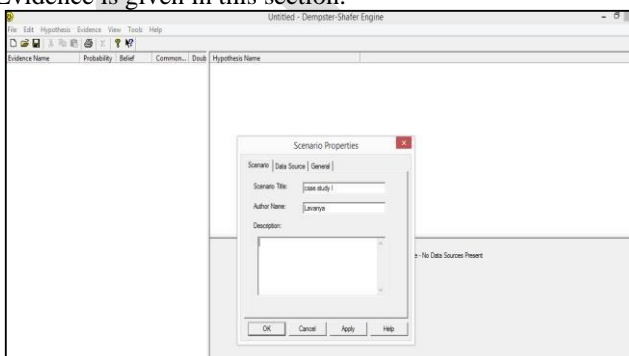 Evidence is given in this section.
Untitled - Dempster-Shafer Engine
File Edit Hypothesis Evidence View Tools Help
Evidence Name Probability Belief Common... Doub Hypothesis Name
Scenario Properties
Scenario Data Source General
Scenario Title: case study I
Author Name: Lavanya
Description:
e - No Data Sources Present
OK Cancel Apply Help